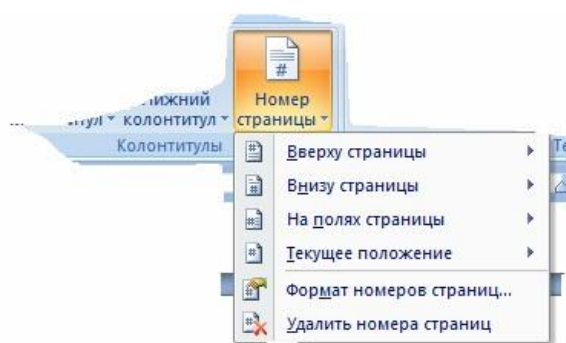 Нижний
колонтитул
Номер
страницы
Колонтитулы
Вверху страницы
Внизу страницы
На полях страницы
Текущее положение
Формат номеров страниц...
Удалить номера страниц